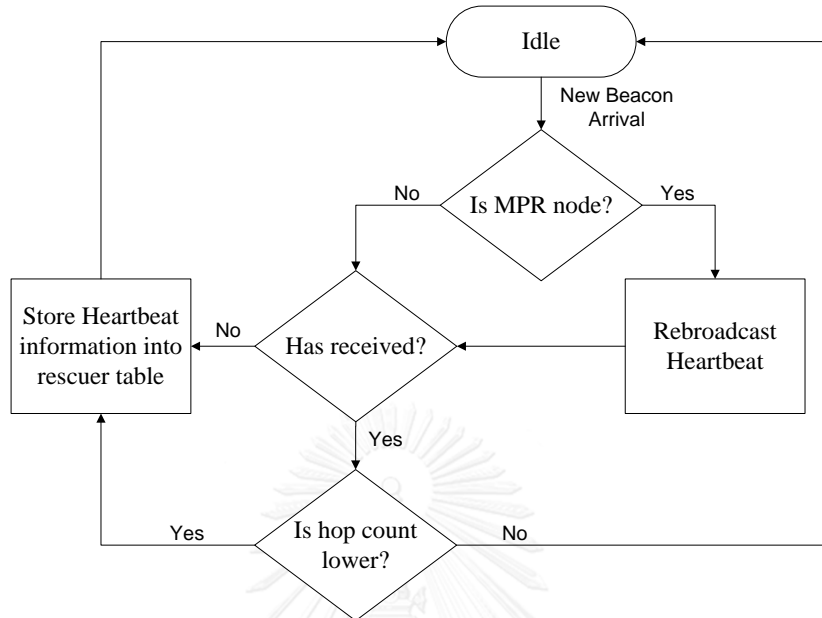 Idle
New Beacon
Arrival
No
Is MPR node?
Yes
Store Heartbeat
information into
rescuer table
No
Has received?
Rebroadcast
Heartbeat
Yes
Yes
Is hop count
lower?
No